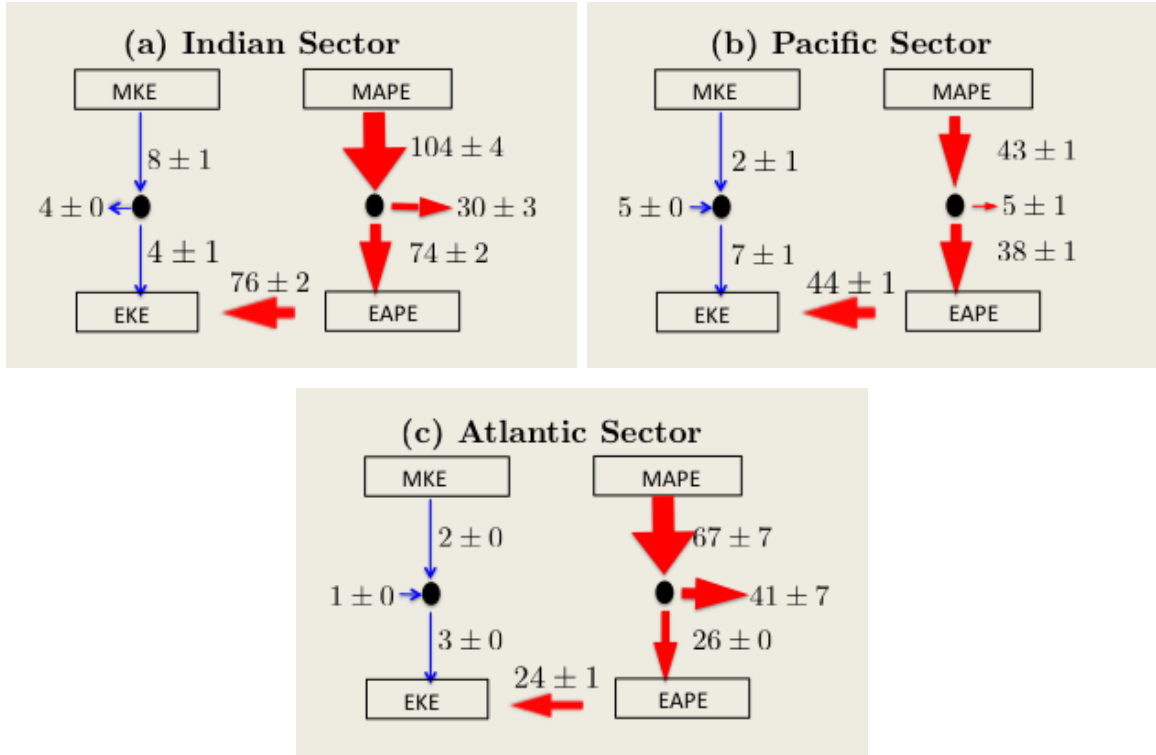 (a) Indian Sector
MKE
MAPE
8 ± 1
104 ± 4
4 ± 0
30 ± 3
4 ± 1
74 ± 2
76 ± 2
EKE
EAPE
(b) Pacific Sector
MKE
MAPE
2 ± 1
43 ± 1
5 ± 0
5 ± 1
7 ± 1
38 ± 1
44 ± 1
EKE
EAPE
(c) Atlantic Sector
MKE
MAPE
2 ± 0
67 ± 7
1 ± 0
41 ± 7
3 ± 0
26 ± 0
24 ± 1
EKE
EAPE